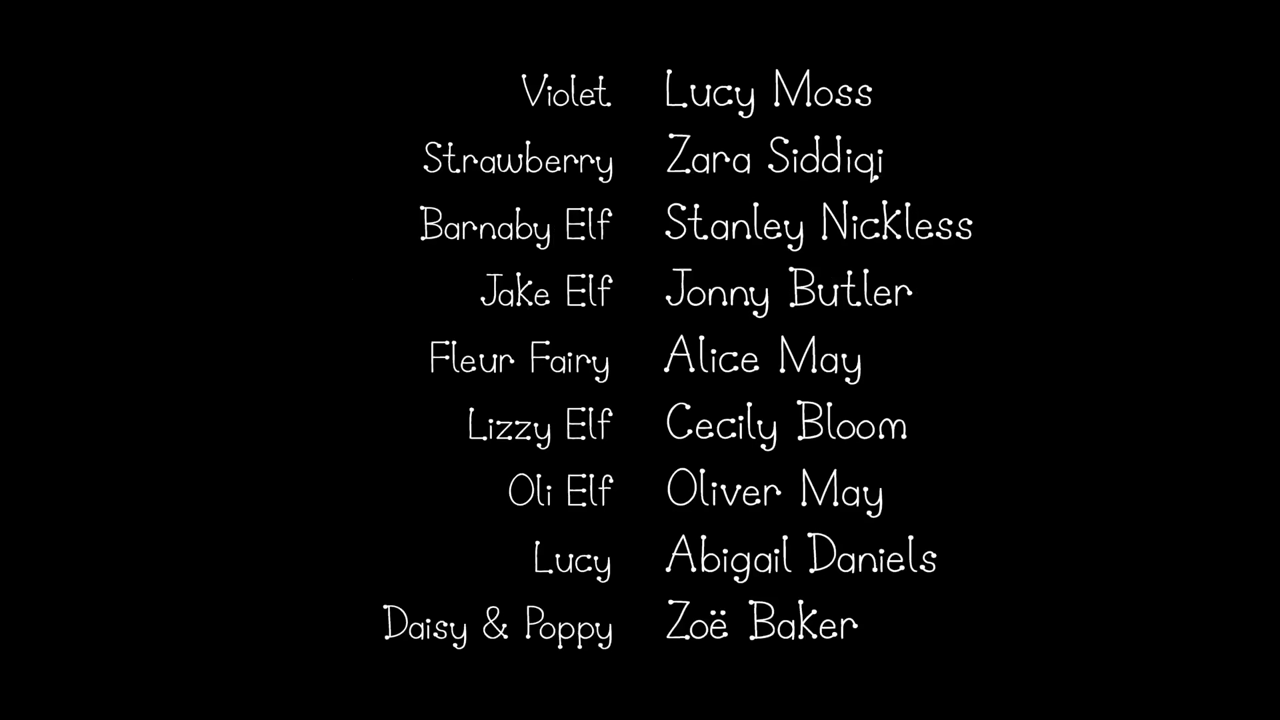 Violet Lucy Moss
Strawberry Zara Siddiqi
Barnaby Elf Stanley Nickless
Jake Elf Jonny Butler
Fleur Fairy Alice May
Lizzy Elf Cecily Bloom
Oli Elf Oliver May
Lucy Abigail Daniels
Daisy & Poppy Zoë Baker